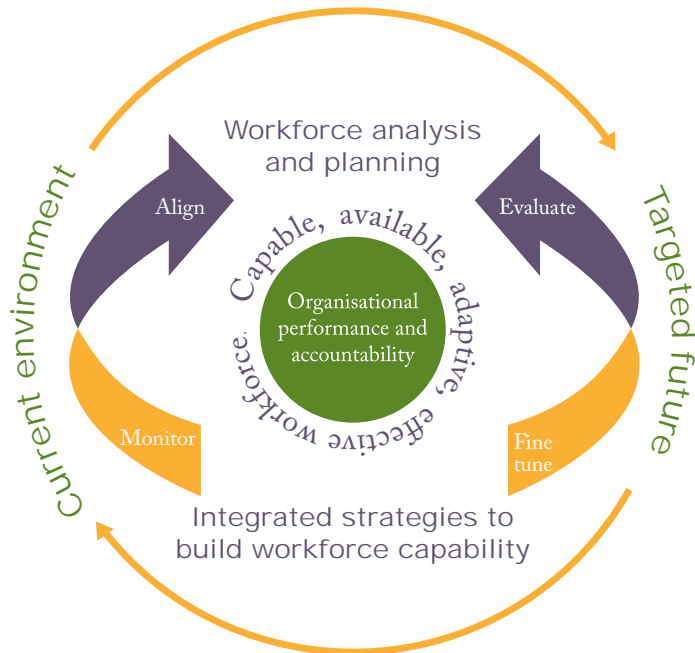 Workforce analysis
and planning
Current environment
Align
Evaluate
Targeted future
Capable, available, adaptive, effective workforce.
Organisational
performance and
accountability
Monitor
Fine
tune
Integrated strategies to
build workforce capability